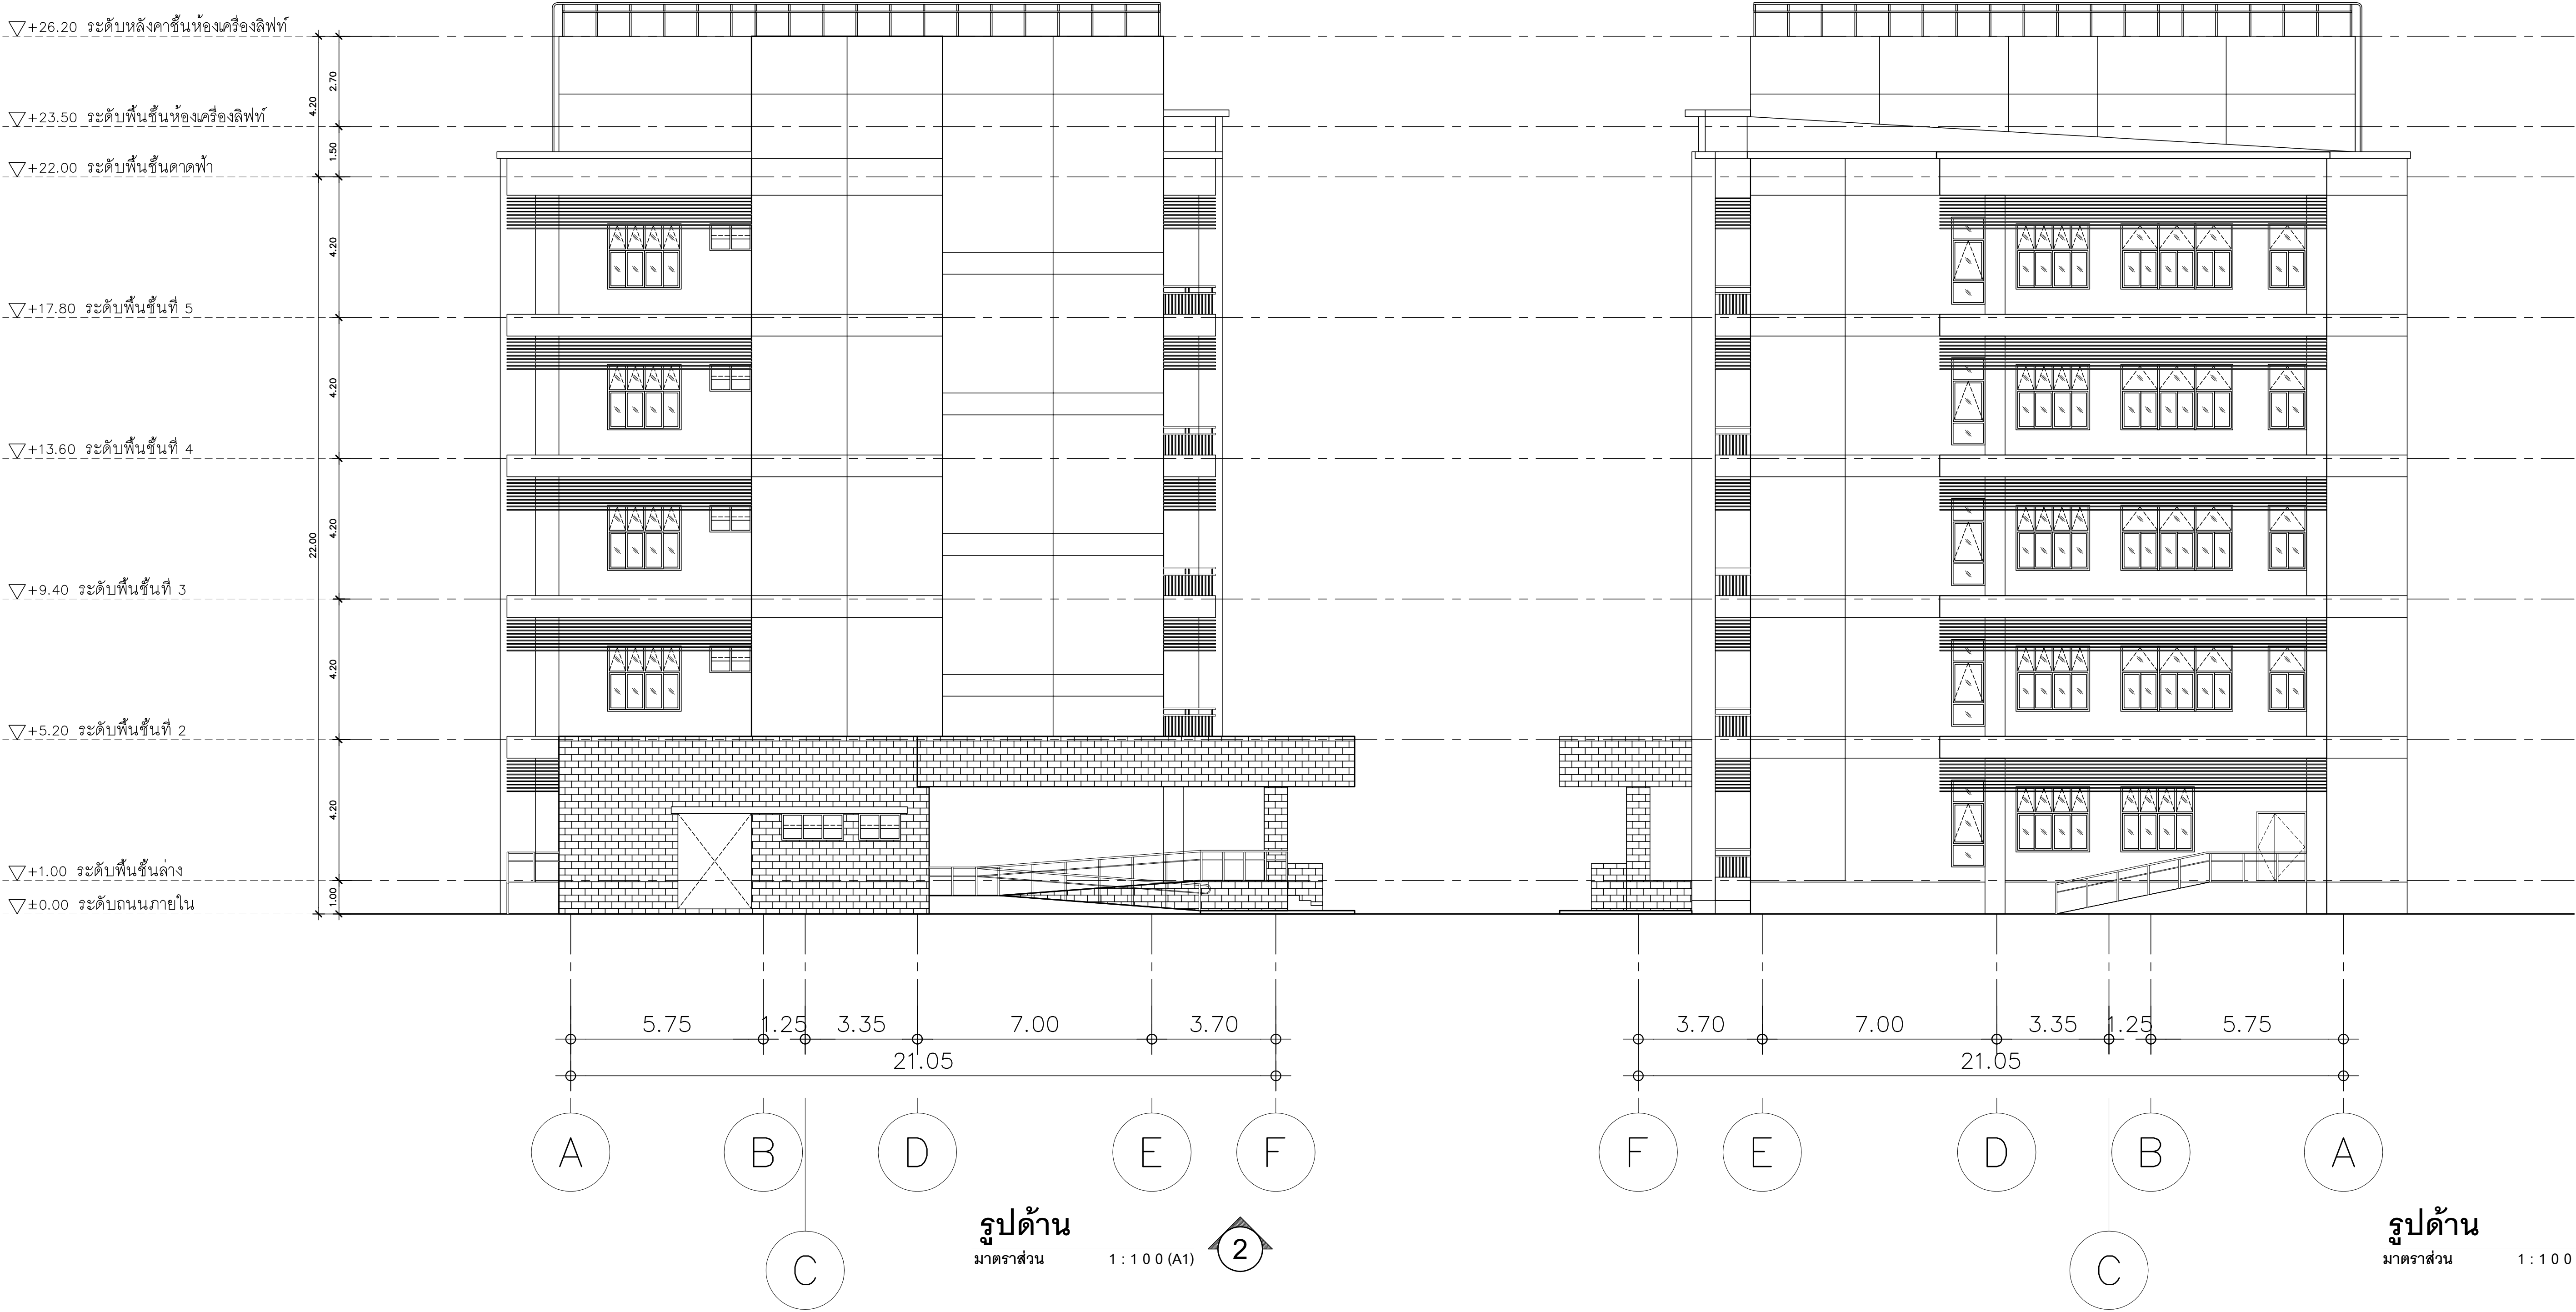 +26.20 ระดับหลังคาชั้นห้องเครื่องลิฟท์
+23.50 ระดับพื้นชั้นห้องเครื่องลิฟท์
+22.00 ระดับพื้นชั้นดาดฟ้า
+17.80 ระดับพื้นชั้นที่ 5
+13.60 ระดับพื้นชั้นที่ 4
+9.40 ระดับพื้นชั้นที่ 3
+5.20 ระดับพื้นชั้นที่ 2
+1.00 ระดับพื้นชั้นล่าง
±0.00 ระดับถนนภายใน
4.20
22.00
2.70
1.50
4.20
4.20
4.20
4.20
4.20
1.00
5.75 1.25 3.35 7.00 3.70
21.05
A B D E F
C
รูปด้าน
มาตราส่วน 1:100 (A1)
2
3.70 7.00 3.35 1.25 5.75
21.05
F E D B A
C
รูปด้าน
มาตราส่วน 1:100